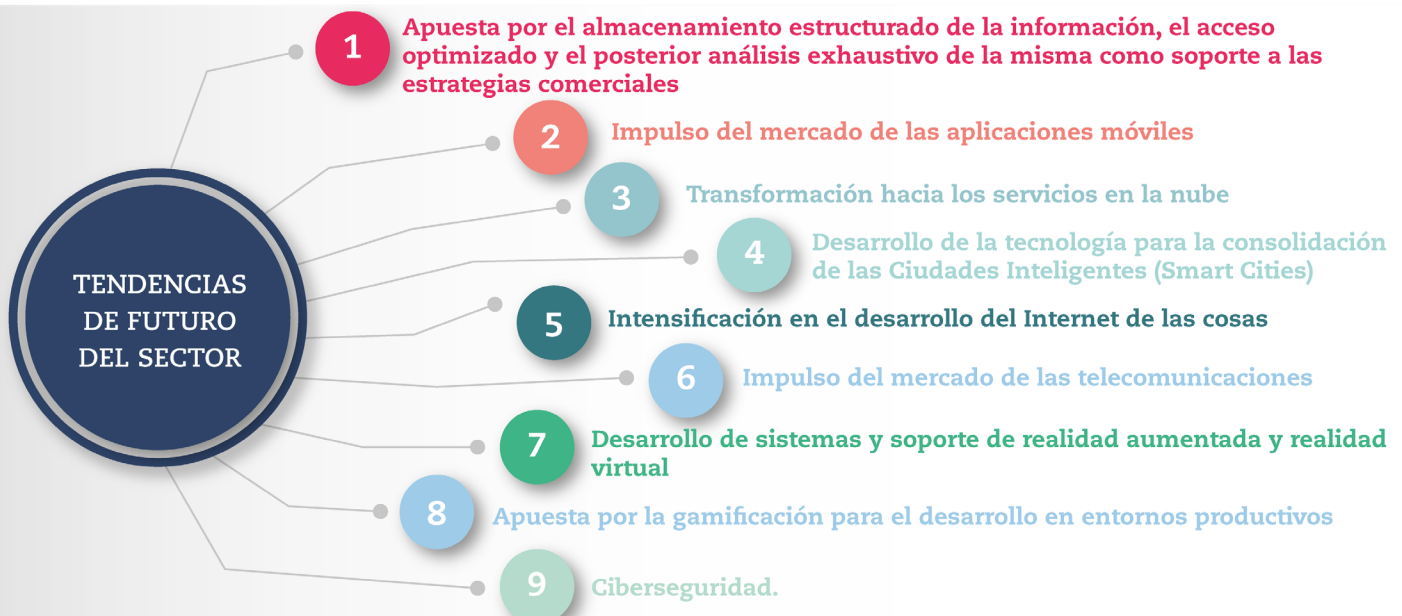 TENDENCIAS
DE FUTURO
DEL SECTOR
1
Apuesta por el almacenamiento estructurado de la información, el acceso
optimizado y el posterior análisis exhaustivo de la misma como soporte a las
estrategias comerciales
2
Impulso del mercado de las aplicaciones móviles
3
Transformación hacia los servicios en la nube
4
Desarrollo de la tecnología para la consolidación
de las Ciudades Inteligentes (Smart Cities)
5
Intensificación en el desarrollo del Internet de las cosas
6
Impulso del mercado de las telecomunicaciones
7
Desarrollo de sistemas y soporte de realidad aumentada y realidad
virtual
8
Apuesta por la gamificación para el desarrollo en entornos productivos
9
Ciberseguridad.